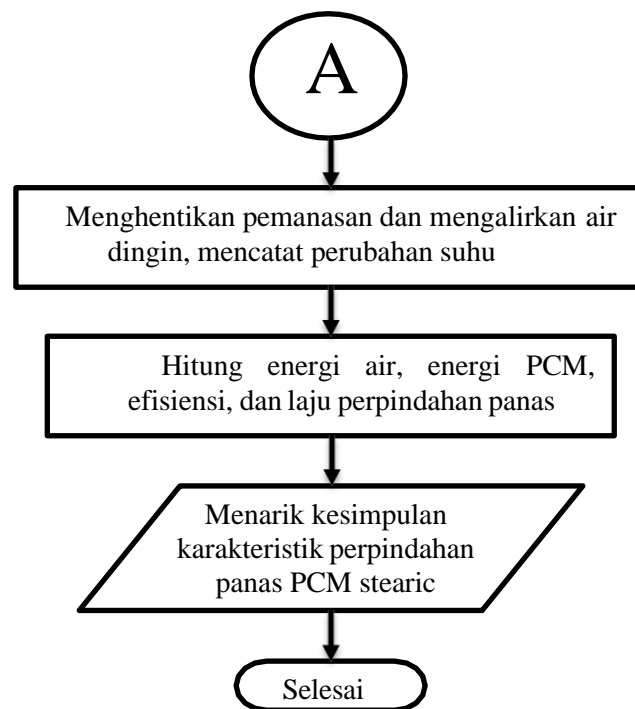 A
Menghentikan pemanasan dan mengalirkan air
dingin, mencatat perubahan suhu
Hitung energi air, energi PCM,
efisiensi, dan laju perpindahan panas
Menarik kesimpulan
karakteristik perpindahan
panas PCM stearic
Selesai